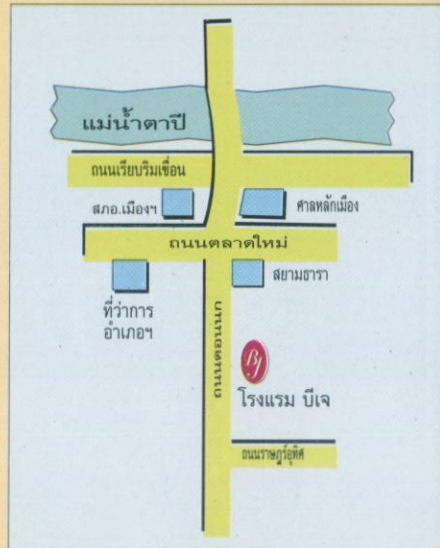 แม่น้ำตาปี
ถนนเรียบริมเขื่อน
สภอ.เมืองฯ
ศาลหลักเมือง
ถนนตลาดใหม่
สยามธารา
ที่ว่าการ
อำเภอฯ
ถนนดอนนก
BJ
โรงแรม บีเจ
ถนนราษฎร์อุทิศ